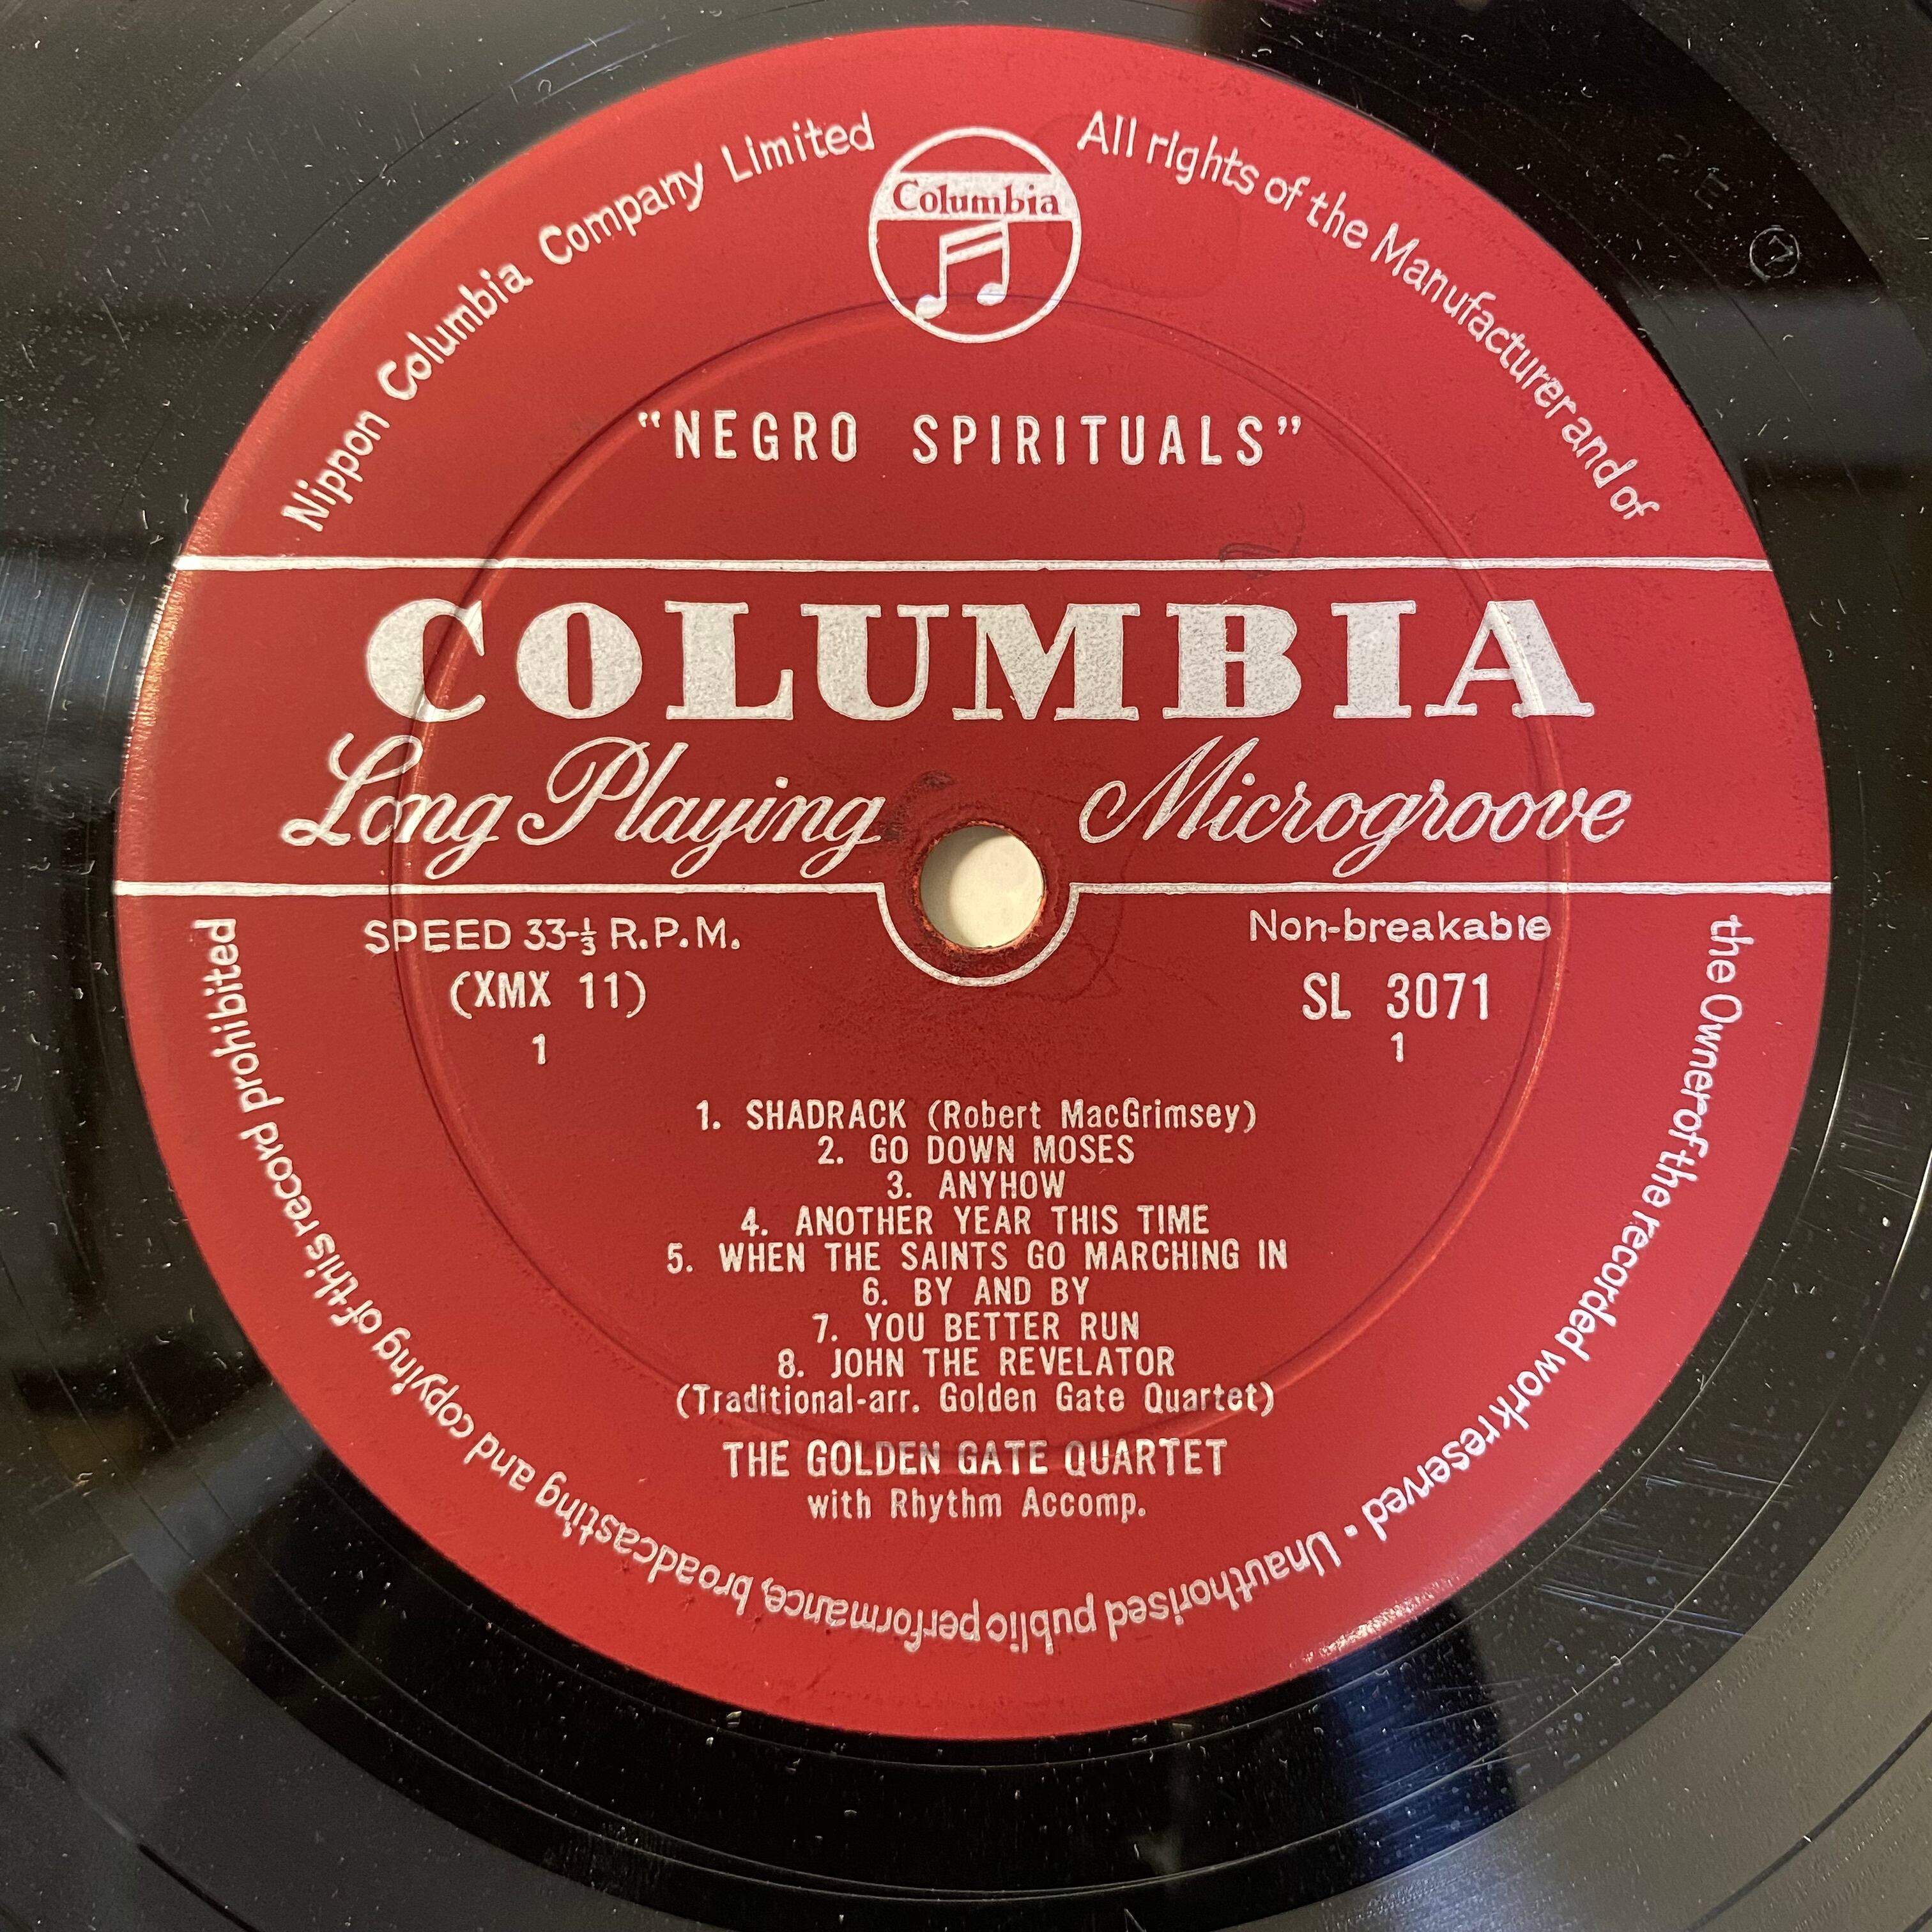 Nippon Columbia Company Limited
All rights of the Manufacturer and of
the Owner of the recorded work reserved • Unauthorised public performance, broadcasting and copying of this record prohibited
Columbia
“NEGRO SPIRITUALS”
COLUMBIA
Long Playing Microgroove
SPEED 33-⅓ R.P.M.
Non-breakable
(XMX 11)
SL 3071
1
1
1. SHADRACK (Robert MacGrimsey)
2. GO DOWN MOSES
3. ANYHOW
4. ANOTHER YEAR THIS TIME
5. WHEN THE SAINTS GO MARCHING IN
6. BY AND BY
7. YOU BETTER RUN
8. JOHN THE REVELATOR
(Traditional-arr. Golden Gate Quartet)
THE GOLDEN GATE QUARTET
with Rhythm Accomp.
7